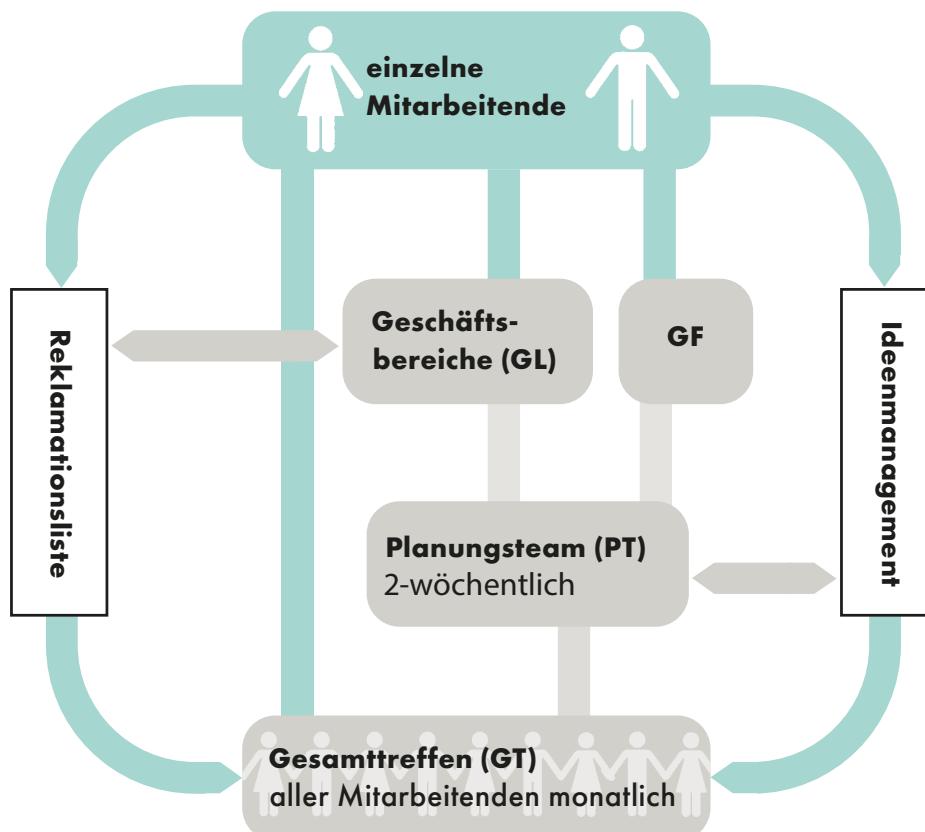 einzelne
Mitarbeitende
Reklamationsliste
Geschäfts-
bereiche (GL)
GF
Ideenmanagement
Planungsteam (PT)
2-wöchentlich
Gesamttreffen (GT)
aller Mitarbeitenden monatlich